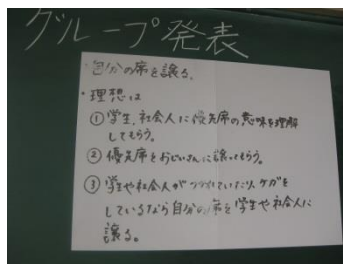 グループ発表
・自分の席を譲る。
・理想は
①学生、社会人に優先席の意味を理解
してもらう。
②優先席をおじいさんに譲ってもらう。
③学生や社会人がつかれていたり、ケガを
しているなら自分の席を学生や社会人に
譲る。